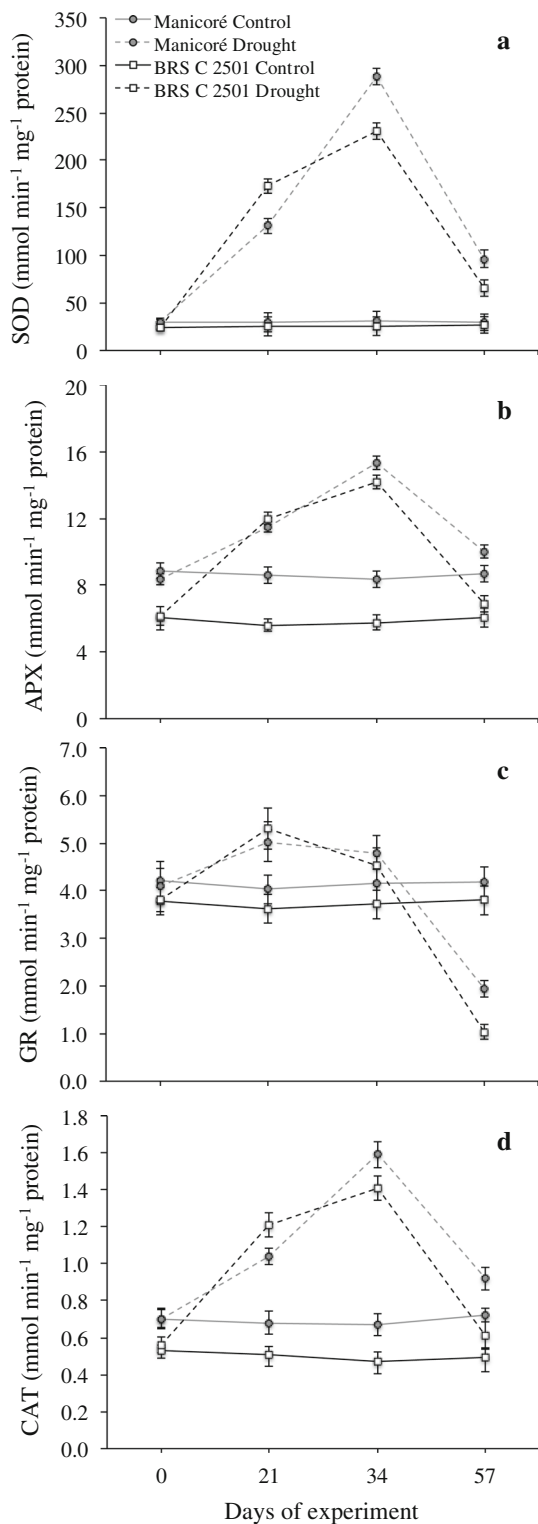 Manicoré Control
Manicoré Drought
BRS C 2501 Control
BRS C 2501 Drought
a
350
300
250
200
150
100
50
0
SOD (mmol min-1 mg-1 protein)
b
20
16
12
8
4
0
APX (mmol min-1 mg-1 protein)
c
7.0
6.0
5.0
4.0
3.0
2.0
1.0
0.0
GR (mmol min-1 mg-1 protein)
d
1.8
1.6
1.4
1.2
1.0
0.8
0.6
0.4
0.2
0.0
CAT (mmol min-1 mg-1 protein)
0 21 34 57
Days of experiment